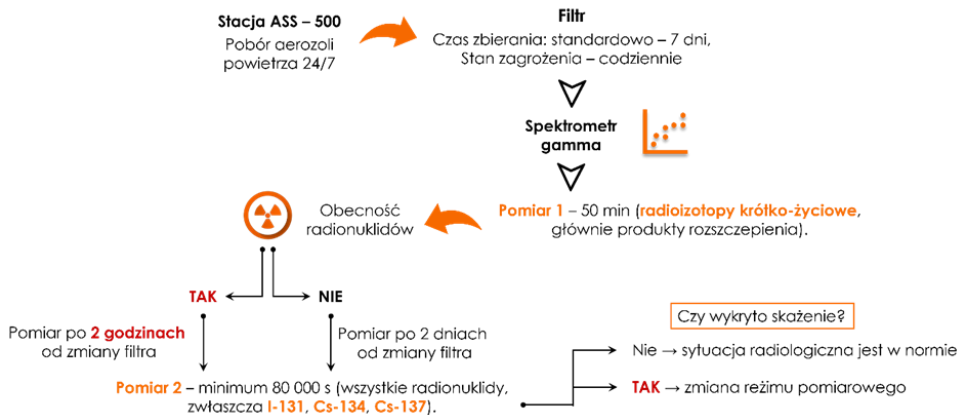 Stacja ASS – 500
Pobór aerozoli
powietrza 24/7
Filtr
Czas zbierania: standardowo – 7 dni,
Stan zagrożenia – codziennie
Spektrometr
gamma
Pomiar 1 – 50 min (radioizotopy krótko-życiowe,
głównie produkty rozszczepienia).
Obecność
radionuklidów
TAK
NIE
Pomiar po 2 godzinach
od zmiany filtra
Pomiar po 2 dniach
od zmiany filtra
Pomiar 2 – minimum 80 000 s (wszystkie radionuklidy,
zwłaszcza I-131, Cs-134, Cs-137).
Czy wykryto skażenie?
Nie → sytuacja radiologiczna jest w normie
TAK → zmiana reżimu pomiarowego